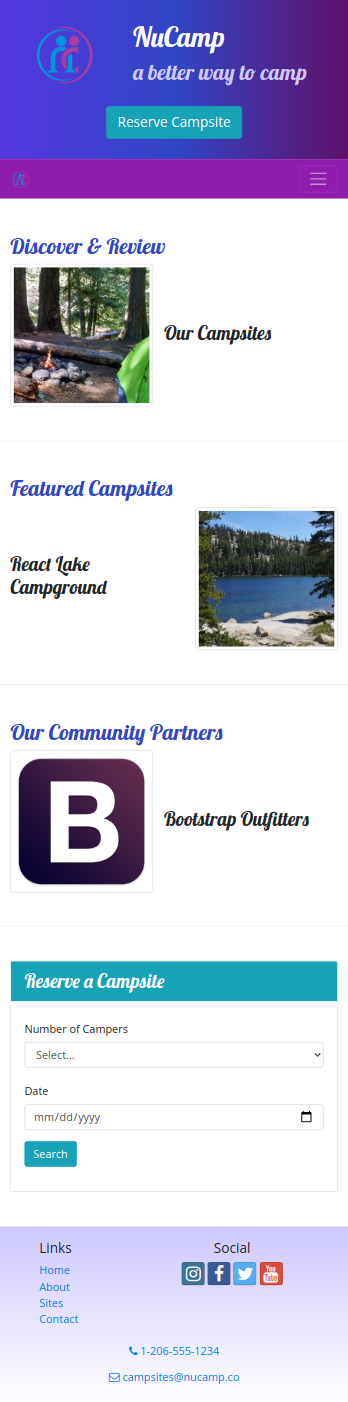 NuCamp
a better way to camp
Reserve Campsite
Discover & Review
Our Campsites
Featured Campsites
React Lake
Campground
Our Community Partners
B
Bootstrap Outfitters
Reserve a Campsite
Number of Campers
Select...
Date
mm/dd/yyyy
Search
Links
Social
Home
About
Sites
Contact
You
Tube
1-206-555-1234
campsites@nucamp.co